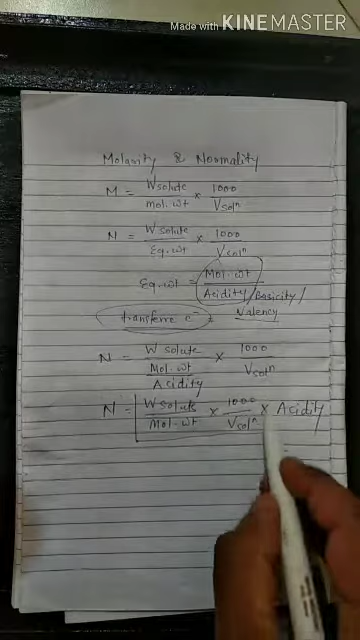 Made with KINEMASTER
Molarity & Normality
M = W solute / mol. wt × 1000 / V solⁿ
N = W solute / Eq. wt × 1000 / V solⁿ
Eq. wt = Mol. wt / Acidity / Basicity /
transferre e⁻ Valency
N = W solute / Mol. wt / Acidity × 1000 / V solⁿ
N = W solute / Mol. wt × 1000 / V solⁿ × Acidity